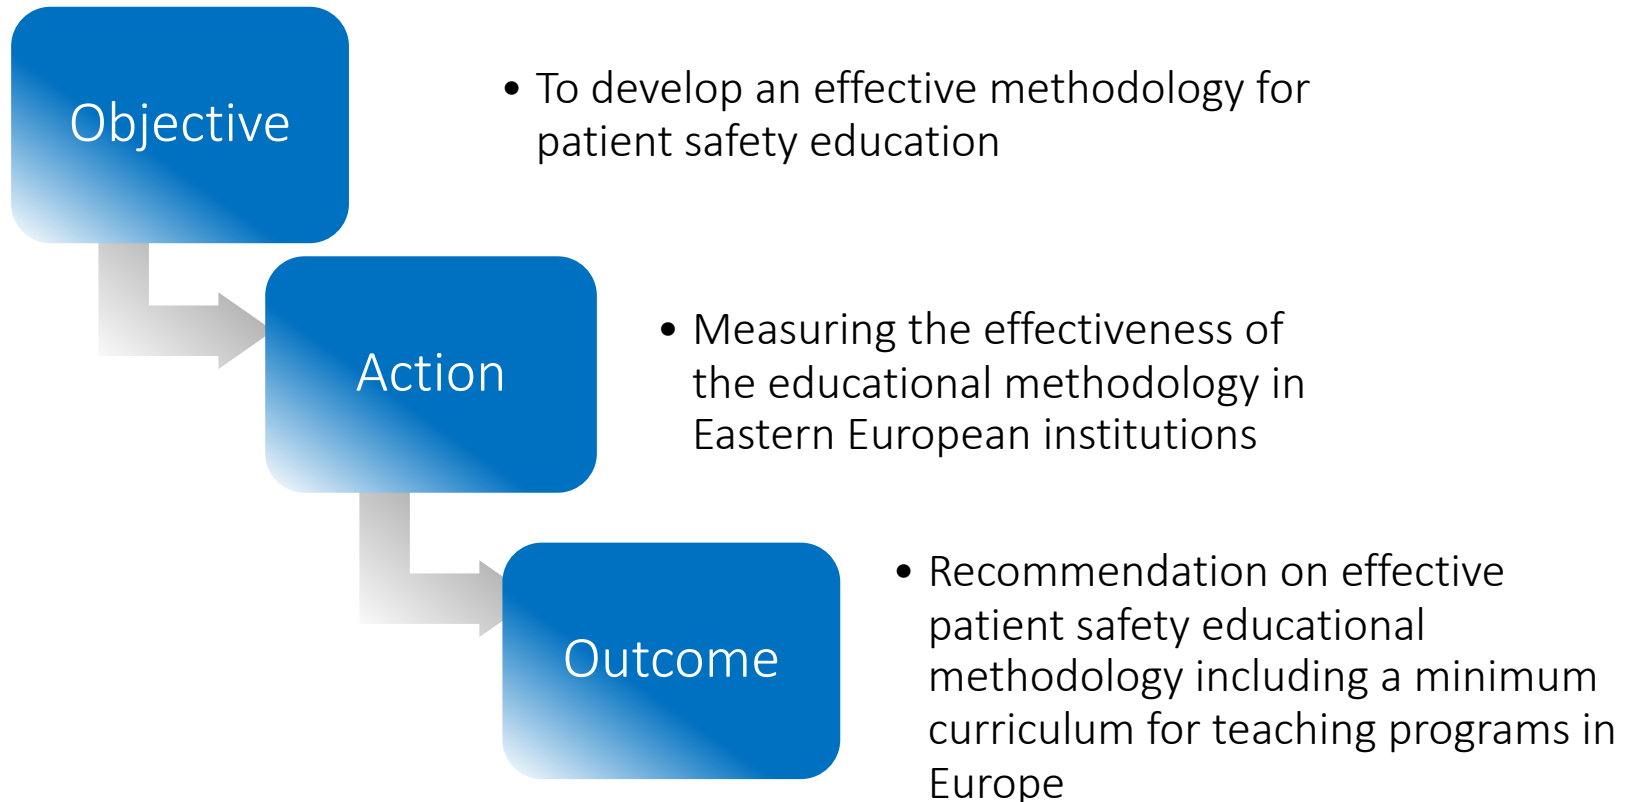 Objective
• To develop an effective methodology for
patient safety education
Action
• Measuring the effectiveness of
the educational methodology in
Eastern European institutions
Outcome
• Recommendation on effective
patient safety educational
methodology including a minimum
curriculum for teaching programs in
Europe